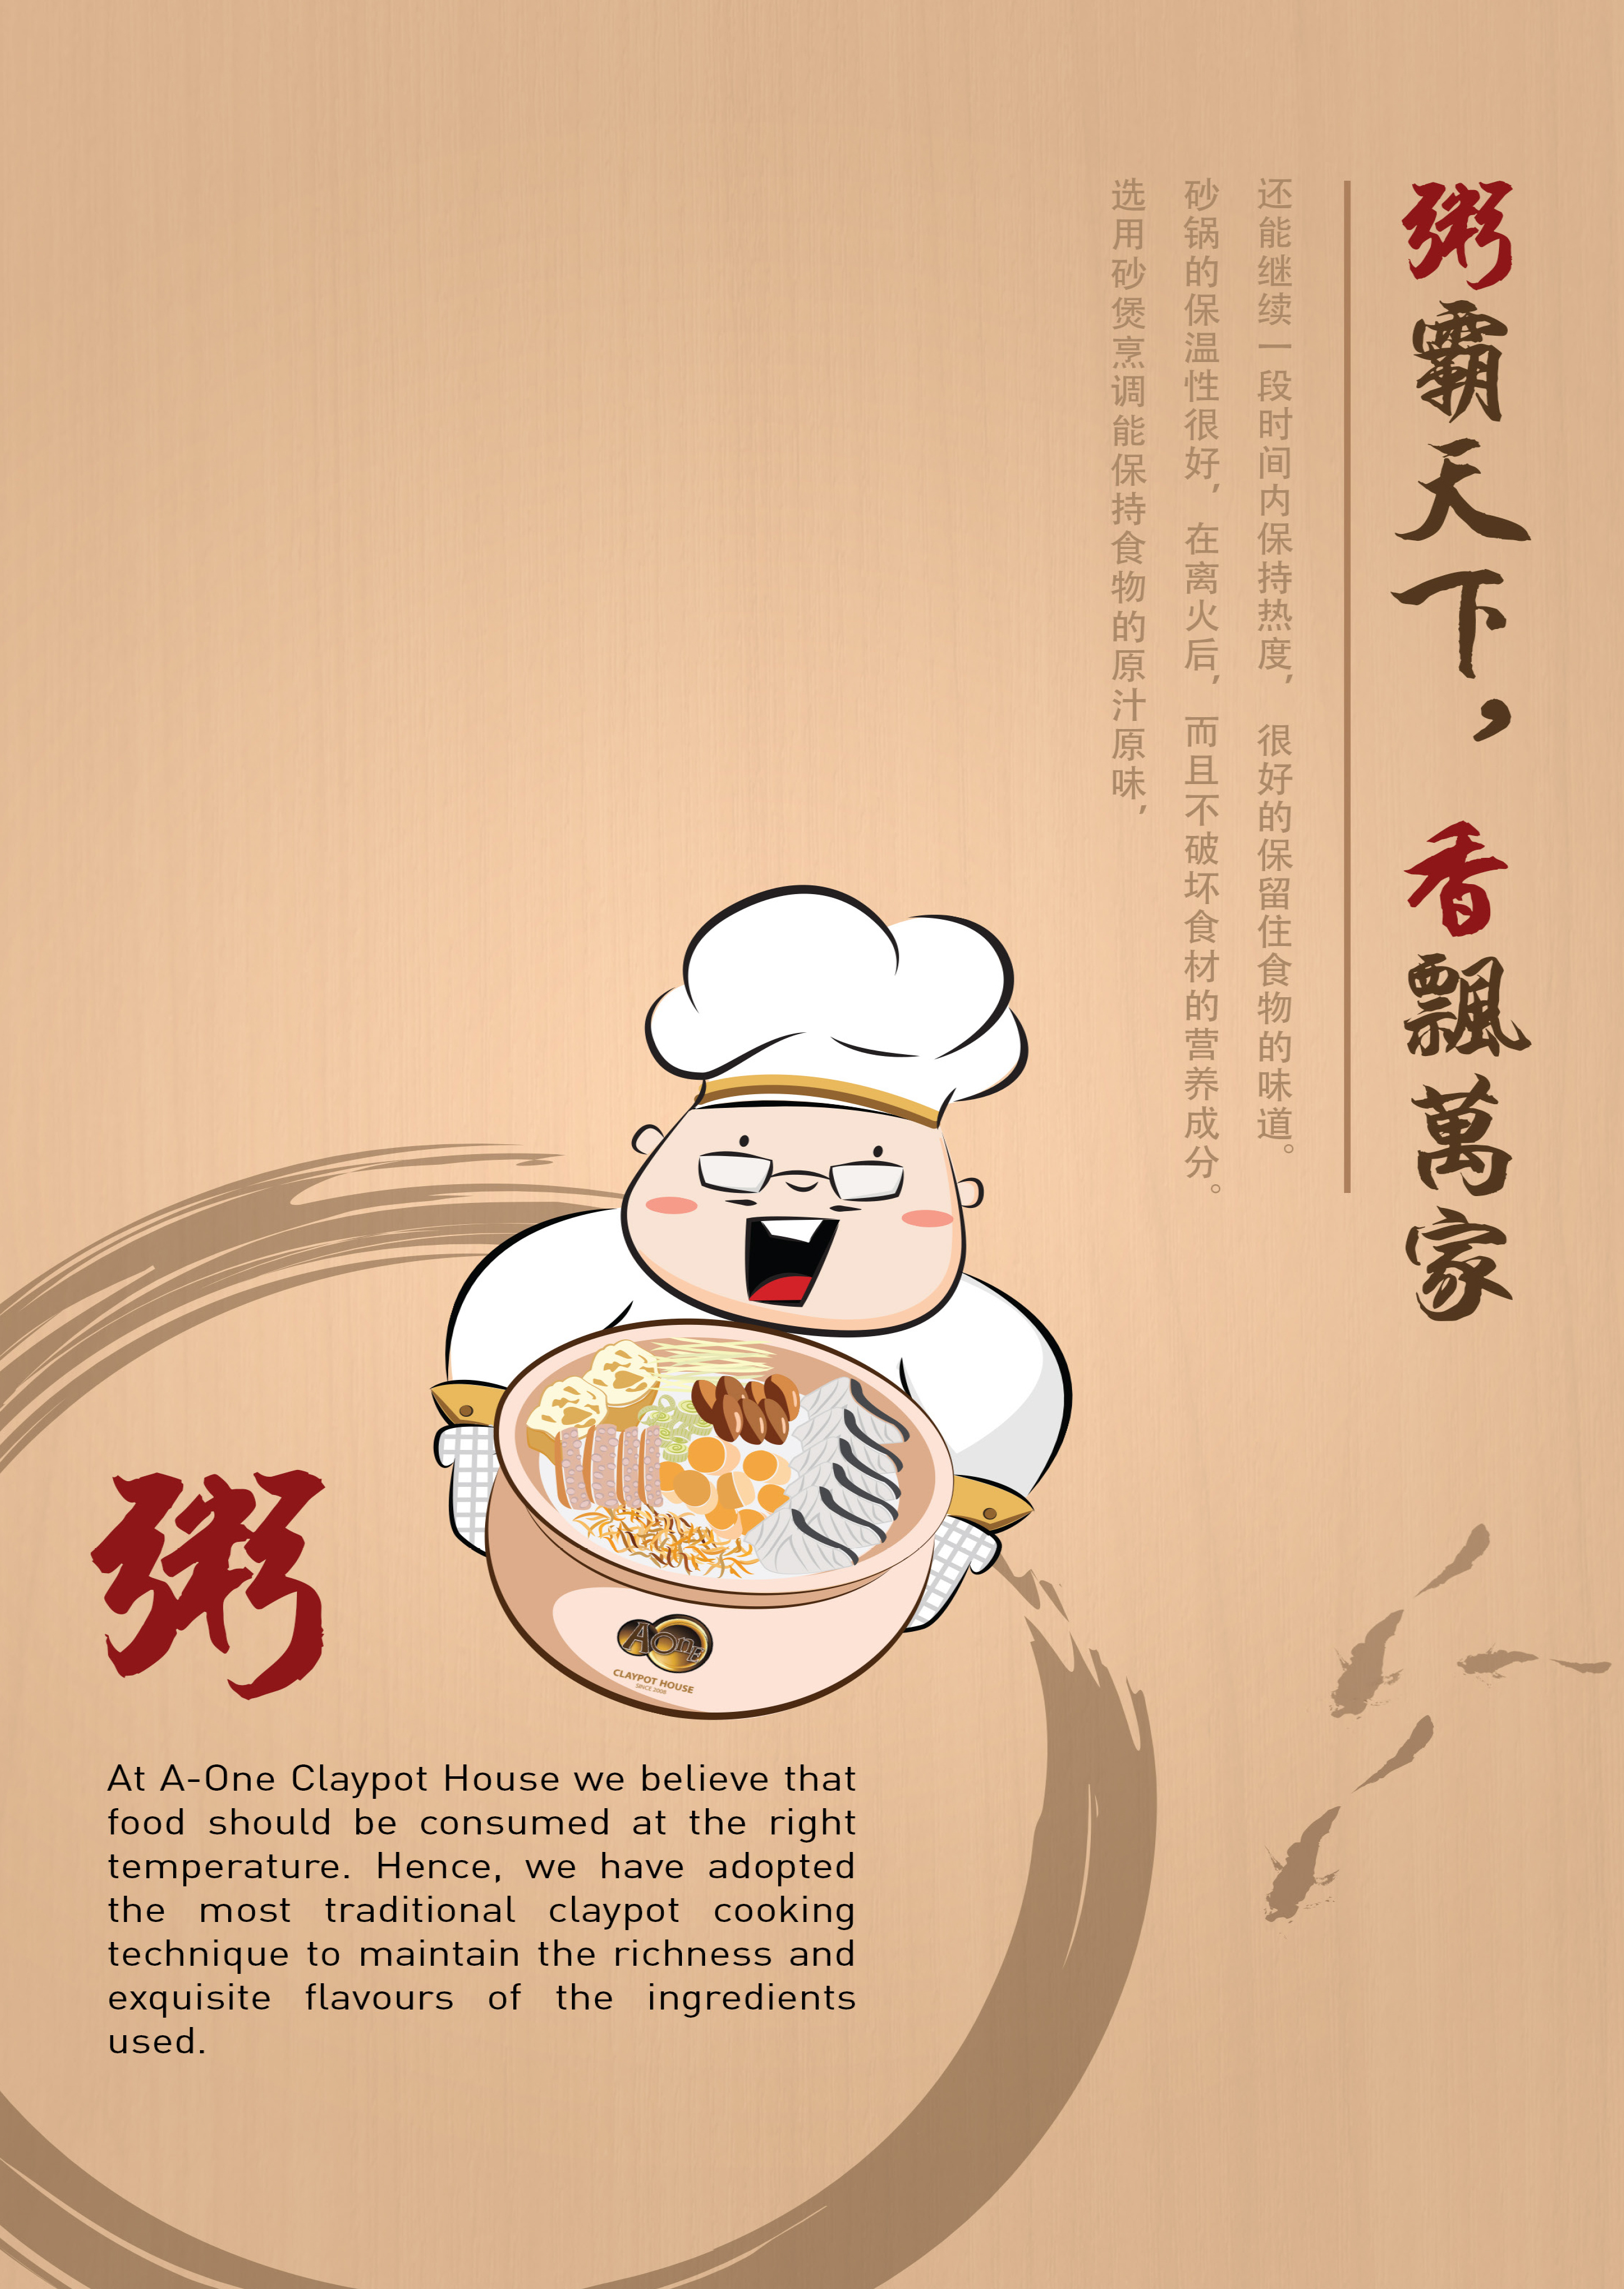 粥霸天下，香飄萬家
还能继续一段时间内保持热度，很好的保留住食物的味道。
砂锅的保温性很好，在离火后，而且不破坏食材的营养成分。
选用砂煲烹调能保持食物的原汁原味，
粥
AOne
CLAYPOT HOUSE
SINCE 2008
At A-One Claypot House we believe that
food should be consumed at the right
temperature. Hence, we have adopted
the most traditional claypot cooking
technique to maintain the richness and
exquisite flavours of the ingredients
used.